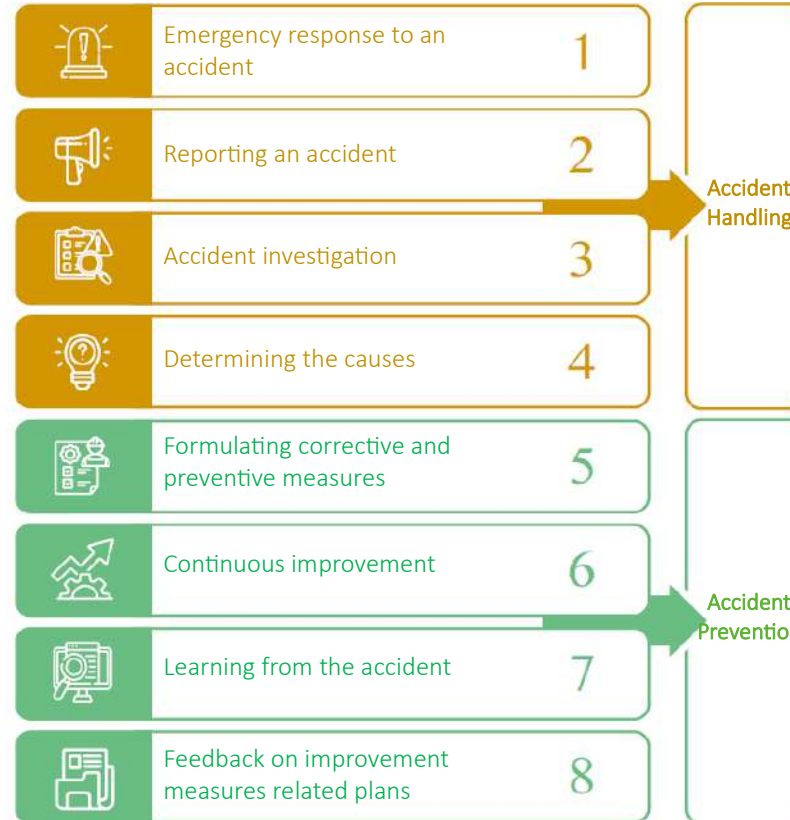 Emergency response to an
accident
1
Reporting an accident
2
Accident investigation
3
Determining the causes
4
Accident
Handling
Formulating corrective and
preventive measures
5
Continuous improvement
6
Learning from the accident
7
Feedback on improvement
measures related plans
8
Accident
Preventio